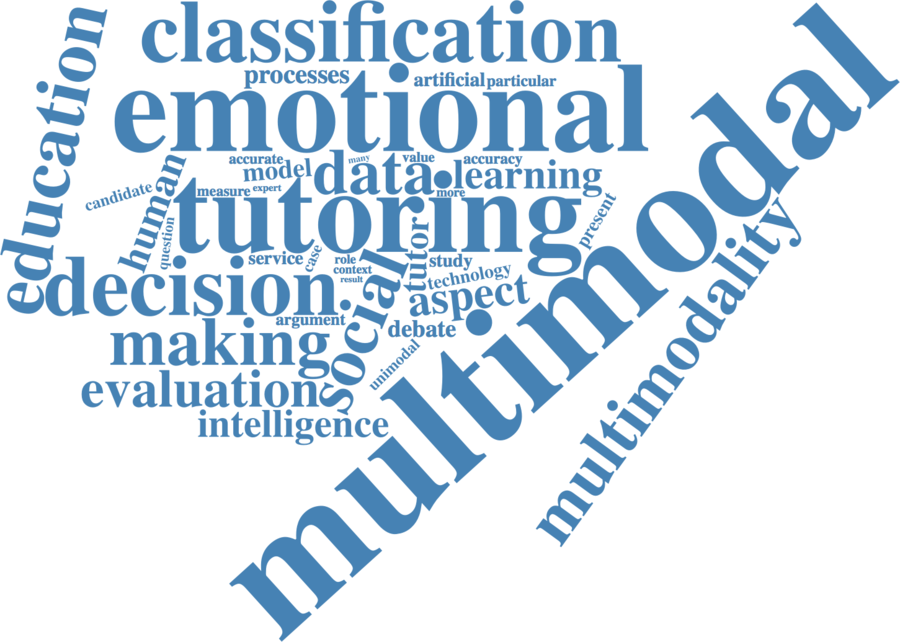 classification
education
processes
artificial
particular
emotional
multimodal
accurate
many
value
accuracy
model
data
learning
candidate
human
measure
expert
more
tutoring
present
question
multimodality
service
case
role
tutor
study
context
technology
result
decision
social
aspect
argument
debate
making
unimodal
evaluation
intelligence